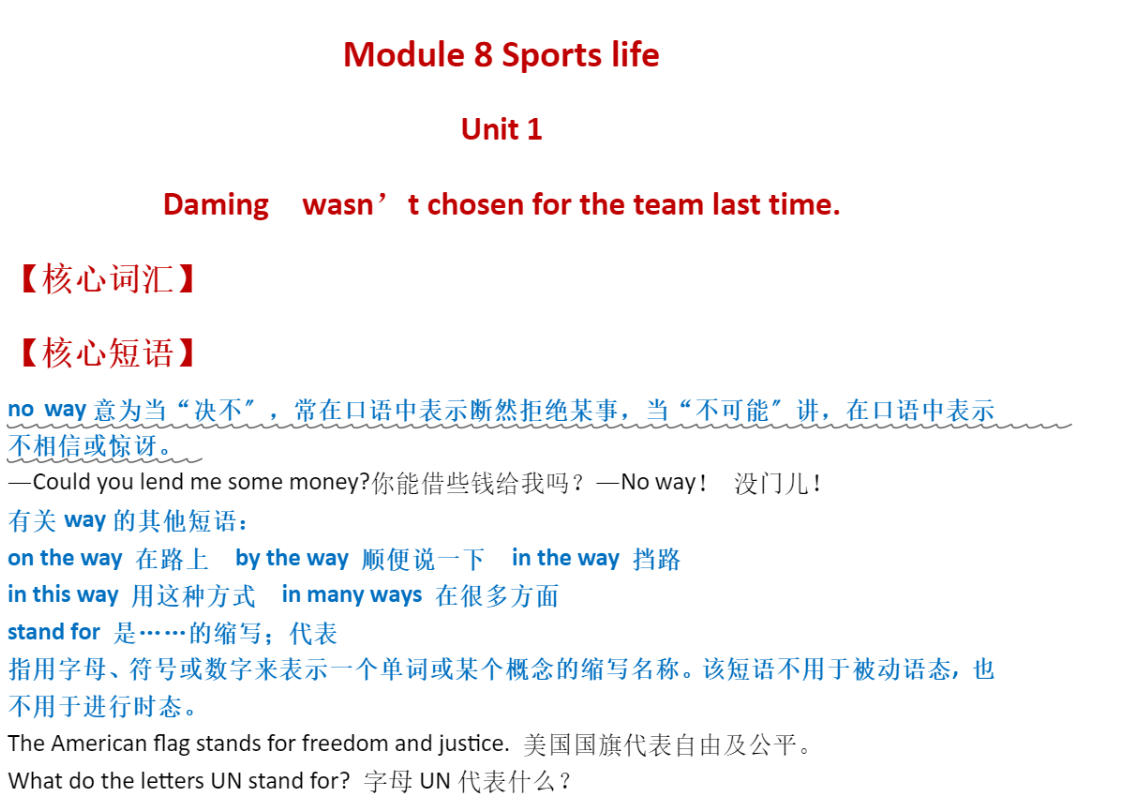 Module 8 Sports life
Unit 1
Daming wasn’t chosen for the team last time.
【核心词汇】
【核心短语】
no way 意为当“决不”，常在口语中表示断然拒绝某事，当“不可能”讲，在口语中表示
不相信或惊讶。
—Could you lend me some money?你能借些钱给我吗？—No way！ 没门儿！
有关 way 的其他短语：
on the way 在路上 by the way 顺便说一下 in the way 挡路
in this way 用这种方式 in many ways 在很多方面
stand for 是……的缩写；代表
指用字母、符号或数字来表示一个单词或某个概念的缩写名称。该短语不用于被动语态，也
不用于进行时态。
The American flag stands for freedom and justice. 美国国旗代表自由及公平。
What do the letters UN stand for? 字母 UN 代表什么？